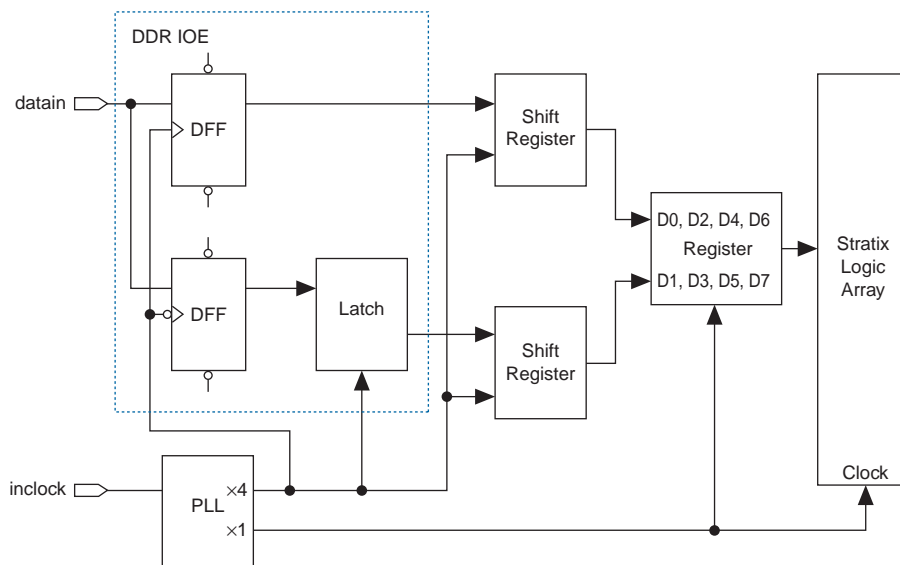 DDR IOE
datain
DFF
Shift
Register
D0, D2, D4, D6
Register
D1, D3, D5, D7
Stratix
Logic
Array
DFF
Latch
Shift
Register
Clock
inclock
PLL
×4
×1